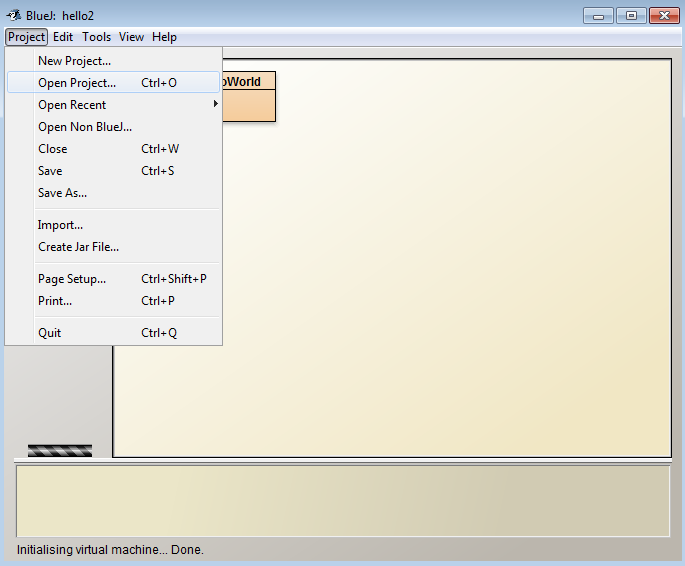 BlueJ: hello2
Project Edit Tools View Help
New Project...
Open Project... Ctrl+O
Open Recent
Open Non BlueJ...
Close Ctrl+W
Save Ctrl+S
Save As...
Import...
Create Jar File...
Page Setup... Ctrl+Shift+P
Print... Ctrl+P
Quit Ctrl+Q
oWorld
Initialising virtual machine... Done.